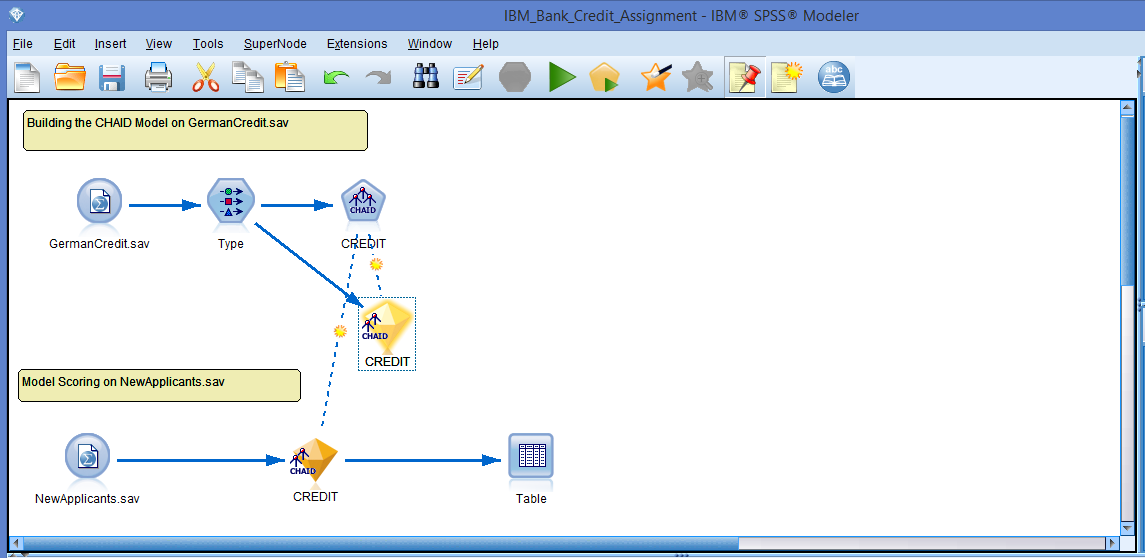 IBM_Bank_Credit_Assignment - IBM® SPSS® Modeler
File Edit Insert View Tools SuperNode Extensions Window Help
abc
Building the CHAID Model on GermanCredit.sav
CHAID
GermanCredit.sav Type CREDIT
CHAID
CREDIT
Model Scoring on NewApplicants.sav
CHAID
NewApplicants.sav CREDIT Table